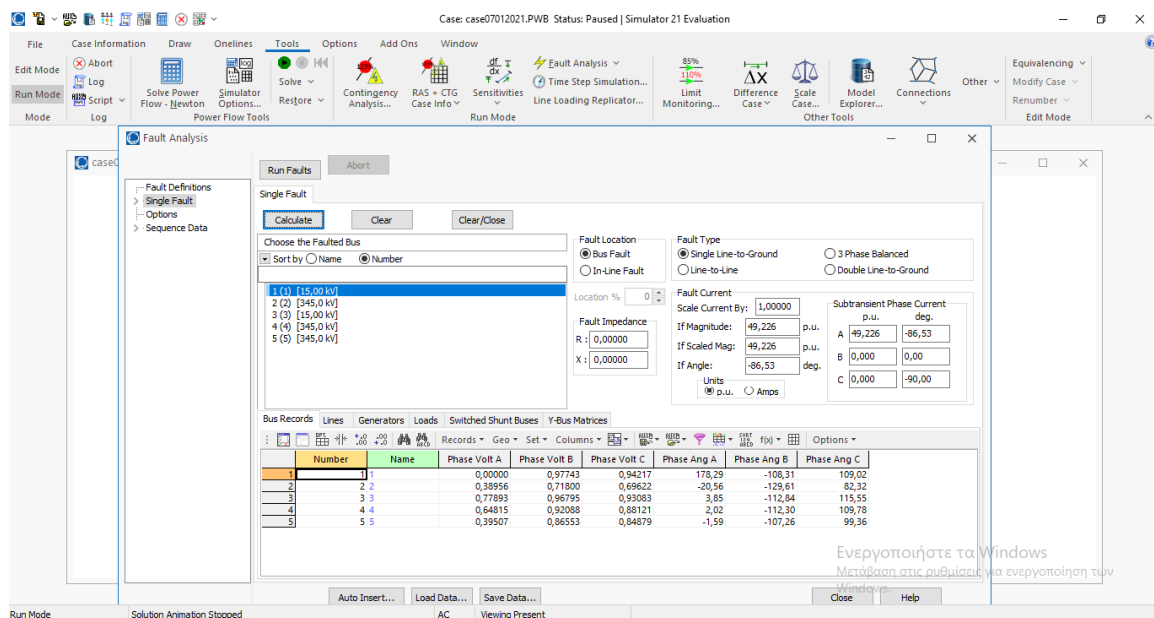 Case: case07012021.PWB Status: Paused | Simulator 21 Evaluation
File Case Information Draw Onelines Tools Options Add Ons Window
Edit Mode
Run Mode
Mode
Abort
Log
Script
Log
Solve Power Flow - Newton
Simulator Options...
Solve
Restore
Power Flow Tools
Contingency Analysis...
RAS + CTG Case Info
Sensitivities
Fault Analysis
Time Step Simulation...
Line Loading Replicator...
Run Mode
85%
110%
Limit Monitoring...
Difference Case
Scale Case...
Model Explorer...
Connections
Other
Other Tools
Equivalencing
Modify Case
Renumber
Edit Mode
case0
Fault Analysis
Fault Definitions
Single Fault
Options
Sequence Data
Run Faults Abort
Single Fault
Calculate Clear Clear/Close
Choose the Faulted Bus
Sort by Name Number
1 (1) [15,00 kV]
2 (2) [345,0 kV]
3 (3) [15,00 kV]
4 (4) [345,0 kV]
5 (5) [345,0 kV]
Fault Location
Bus Fault
In-Line Fault
Location % 0
Fault Impedance
R : 0,00000
X : 0,00000
Fault Type
Single Line-to-Ground 3 Phase Balanced
Line-to-Line Double Line-to-Ground
Fault Current
Scale Current By: 1,00000
If Magnitude: 49,226 p.u.
If Scaled Mag: 49,226 p.u.
If Angle: -86,53 deg.
Units
p.u. Amps
Subtransient Phase Current
p.u. deg.
A 49,226 -86,53
B 0,000 0,00
C 0,000 -90,00
Bus Records Lines Generators Loads Switched Shunt Buses Y-Bus Matrices
Records Geo Set Columns f(x) Options
Number Name Phase Volt A Phase Volt B Phase Volt C Phase Ang A Phase Ang B Phase Ang C
1 1 1 0,00000 0,97743 0,94217 178,29 -108,31 109,02
2 2 2 0,38956 0,71800 0,69622 -20,56 -129,61 82,32
3 3 3 0,77893 0,96795 0,93083 3,85 -112,84 115,55
4 4 4 0,64815 0,92088 0,88121 2,02 -112,30 109,78
5 5 5 0,39507 0,86553 0,84879 -1,59 -107,26 99,36
Ενεργοποιήστε τα Windows
Μετάβαση στις ρυθμίσεις για ενεργοποίηση των
Windows.
Auto Insert... Load Data... Save Data... Close Help
Run Mode Solution Animation Stopped AC Viewing Present